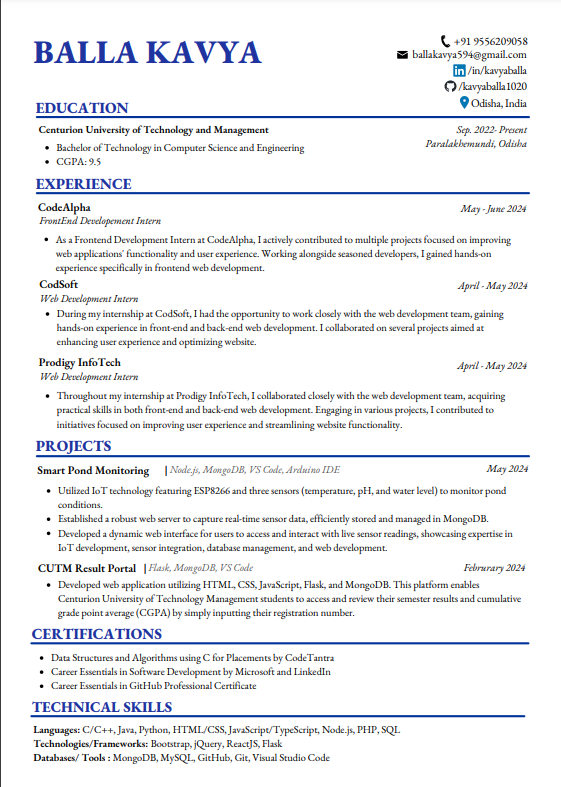 BALLA KAVYA
+91 9556209058
ballakavya594@gmail.com
/in/kavyaballa
/kavyaballa1020
Odisha, India
EDUCATION
Centurion University of Technology and Management
Sep. 2022- Present
Paralakhemundi, Odisha
• Bachelor of Technology in Computer Science and Engineering
• CGPA: 9.5
EXPERIENCE
CodeAlpha
May - June 2024
FrontEnd Developement Intern
• As a Frontend Development Intern at CodeAlpha, I actively contributed to multiple projects focused on improving
web applications' functionality and user experience. Working alongside seasoned developers, I gained hands-on
experience specifically in frontend web development.
CodSoft
April - May 2024
Web Development Intern
• During my internship at CodSoft, I had the opportunity to work closely with the web development team, gaining
hands-on experience in front-end and back-end web development. I collaborated on several projects aimed at
enhancing user experience and optimizing website.
Prodigy InfoTech
April - May 2024
Web Development Intern
• Throughout my internship at Prodigy InfoTech, I collaborated closely with the web development team, acquiring
practical skills in both front-end and back-end web development. Engaging in various projects, I contributed to
initiatives focused on improving user experience and streamlining website functionality.
PROJECTS
Smart Pond Monitoring | Node.js, MongoDB, VS Code, Arduino IDE
May 2024
• Utilized IoT technology featuring ESP8266 and three sensors (temperature, pH, and water level) to monitor pond
conditions.
• Established a robust web server to capture real-time sensor data, efficiently stored and managed in MongoDB.
• Developed a dynamic web interface for users to access and interact with live sensor readings, showcasing expertise in
IoT development, sensor integration, database management, and web development.
CUTM Result Portal | Flask, MongoDB, VS Code
Februrary 2024
• Developed web application utilizing HTML, CSS, JavaScript, Flask, and MongoDB. This platform enables
Centurion University of Technology Management students to access and review their semester results and cumulative
grade point average (CGPA) by simply inputting their registration number.
CERTIFICATIONS
• Data Structures and Algorithms using C for Placements by CodeTantra
• Career Essentials in Software Development by Microsoft and LinkedIn
• Career Essentials in GitHub Professional Certificate
TECHNICAL SKILLS
Languages: C/C++, Java, Python, HTML/CSS, JavaScript/TypeScript, Node.js, PHP, SQL
Technologies/Frameworks: Bootstrap, jQuery, ReactJS, Flask
Databases/ Tools : MongoDB, MySQL, GitHub, Git, Visual Studio Code